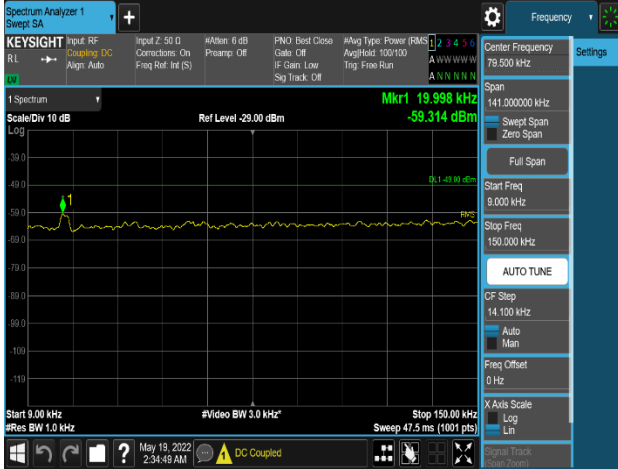 Spectrum Analyzer 1
Swept SA
Frequency
KEYSIGHT
Input: RF
Coupling: DC
Align: Auto
Input Z: 50 Ω
Corrections: On
Freq Ref: Int (S)
#Atten: 6 dB
Preamp: Off
PNO: Best Close
Gate: Off
IF Gain: Low
Sig Track: Off
#Avg Type: Power (RMS
Avg|Hold: 100/100
Trig: Free Run
1 2 3 4 5 6
A W W W W W
A N N N N N
R L
LV
1 Spectrum
Mkr1 19.998 kHz
-59.314 dBm
Scale/Div 10 dB
Ref Level -29.00 dBm
Log
-39.0
-49.0
-59.0
-69.0
-79.0
-89.0
-99.0
-109
-119
DL1 -49.00 dBm
RMS
1
Start 9.00 kHz
#Video BW 3.0 kHz*
Stop 150.00 kHz
#Res BW 1.0 kHz
Sweep 47.5 ms (1001 pts)
May 19, 2022
2:34:49 AM
DC Coupled
Settings
Center Frequency
79.500 kHz
Span
141.000000 kHz
Swept Span
Zero Span
Full Span
Start Freq
9.000 kHz
Stop Freq
150.000 kHz
AUTO TUNE
CF Step
14.100 kHz
Auto
Man
Freq Offset
0 Hz
X Axis Scale
Log
Lin
Signal Track
(Span Zoom)